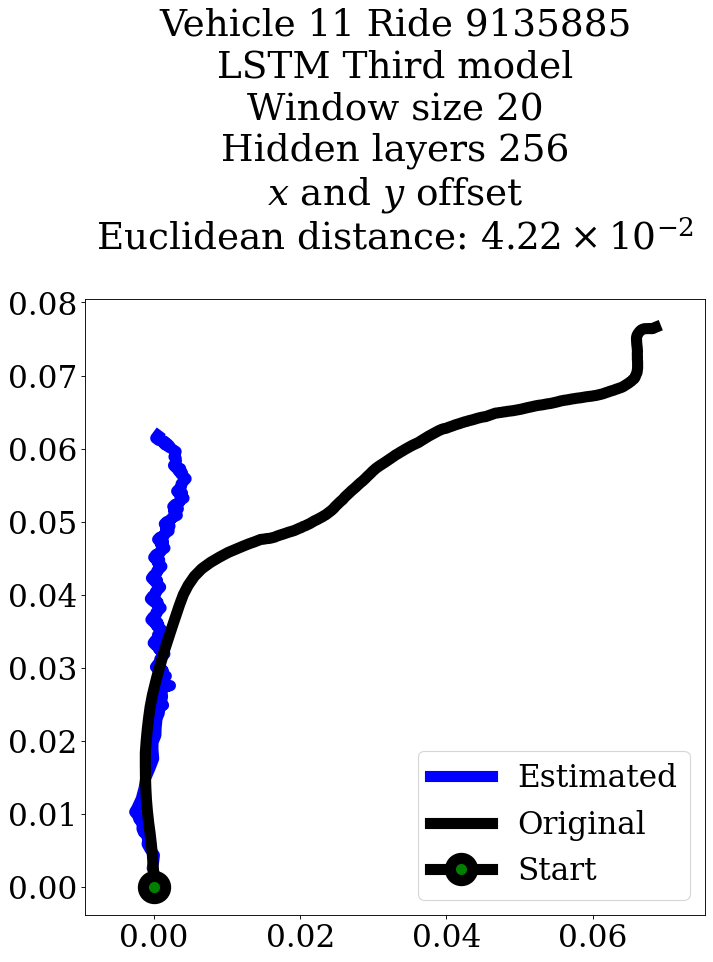 Vehicle 11 Ride 9135885
LSTM Third model
Window size 20
Hidden layers 256
x and y offset
Euclidean distance: 4.22 × 10⁻²
0.08
0.07
0.06
0.05
0.04
0.03
0.02
0.01
0.00
Estimated
Original
Start
0.00 0.02 0.04 0.06